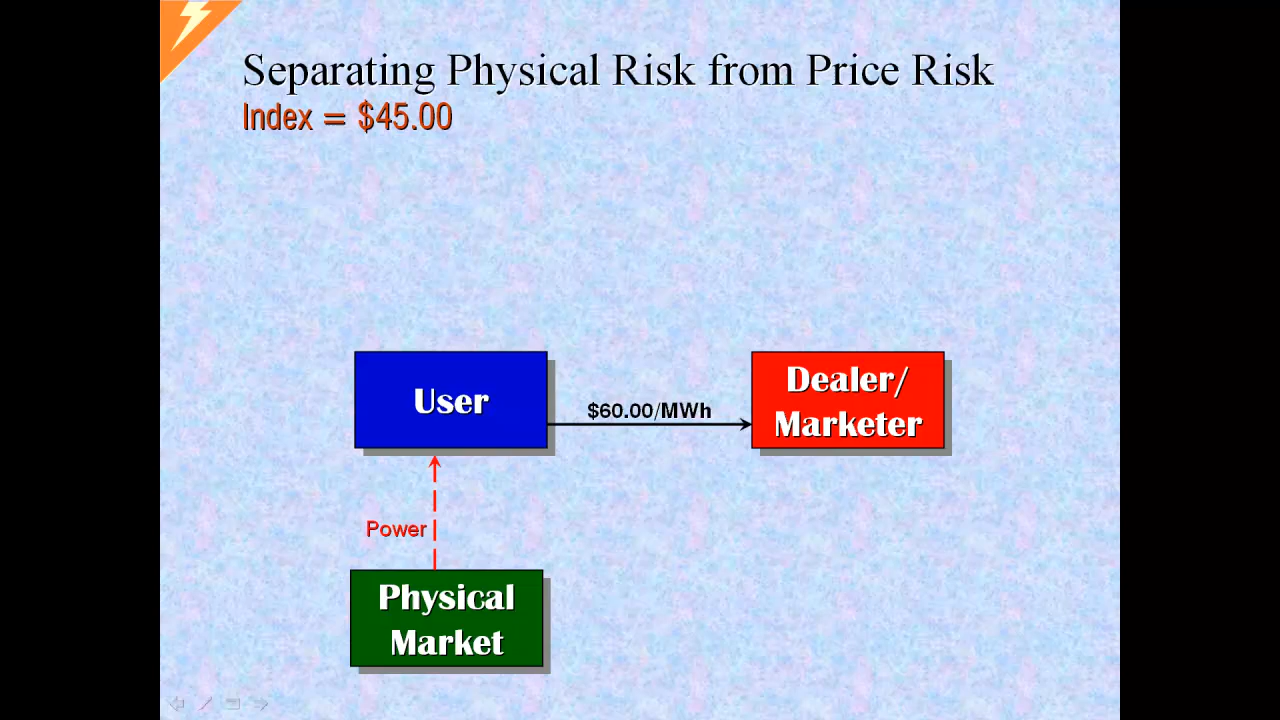 Separating Physical Risk from Price Risk
Index = $45.00
User
$60.00/MWh
Dealer/
Marketer
Power
Physical
Market